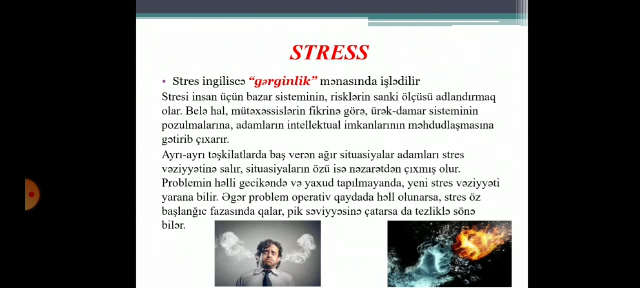 STRESS
• Stres ingiliscə “gərginlik” mənasında işlədilir
Stresi insan üçün bazar sisteminin, risklərin sanki ölçüsü adlandırmaq
olar. Belə hal, mütəxəssislərin fikrinə görə, ürək-damar sisteminin
pozulmalarına, adamların intellektual imkanlarının məhdudlaşmasına
gətirib çıxarır.
Ayrı-ayrı təşkilatlarda baş verən ağır situasiyalar adamları stres
vəziyyətinə salır, situasiyaların özü isə nəzarətdən çıxmış olur.
Problemin həlli gecikəndə və yaxud tapılmayanda, yeni stres vəziyyəti
yarana bilir. Əgər problem operativ qaydada həll olunarsa, stres öz
başlanğıc fazasında qalar, pik səviyyəsinə çatarsa da tezliklə sönə
bilər.